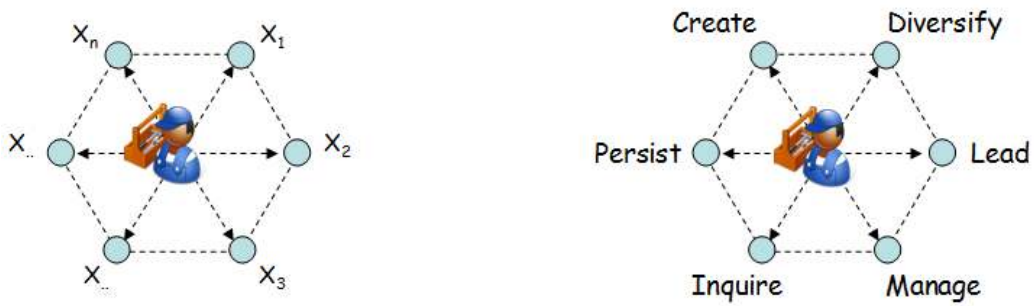 Xn X1
X.. X2
X.. X3
Create Diversify
Persist Lead
Inquire Manage